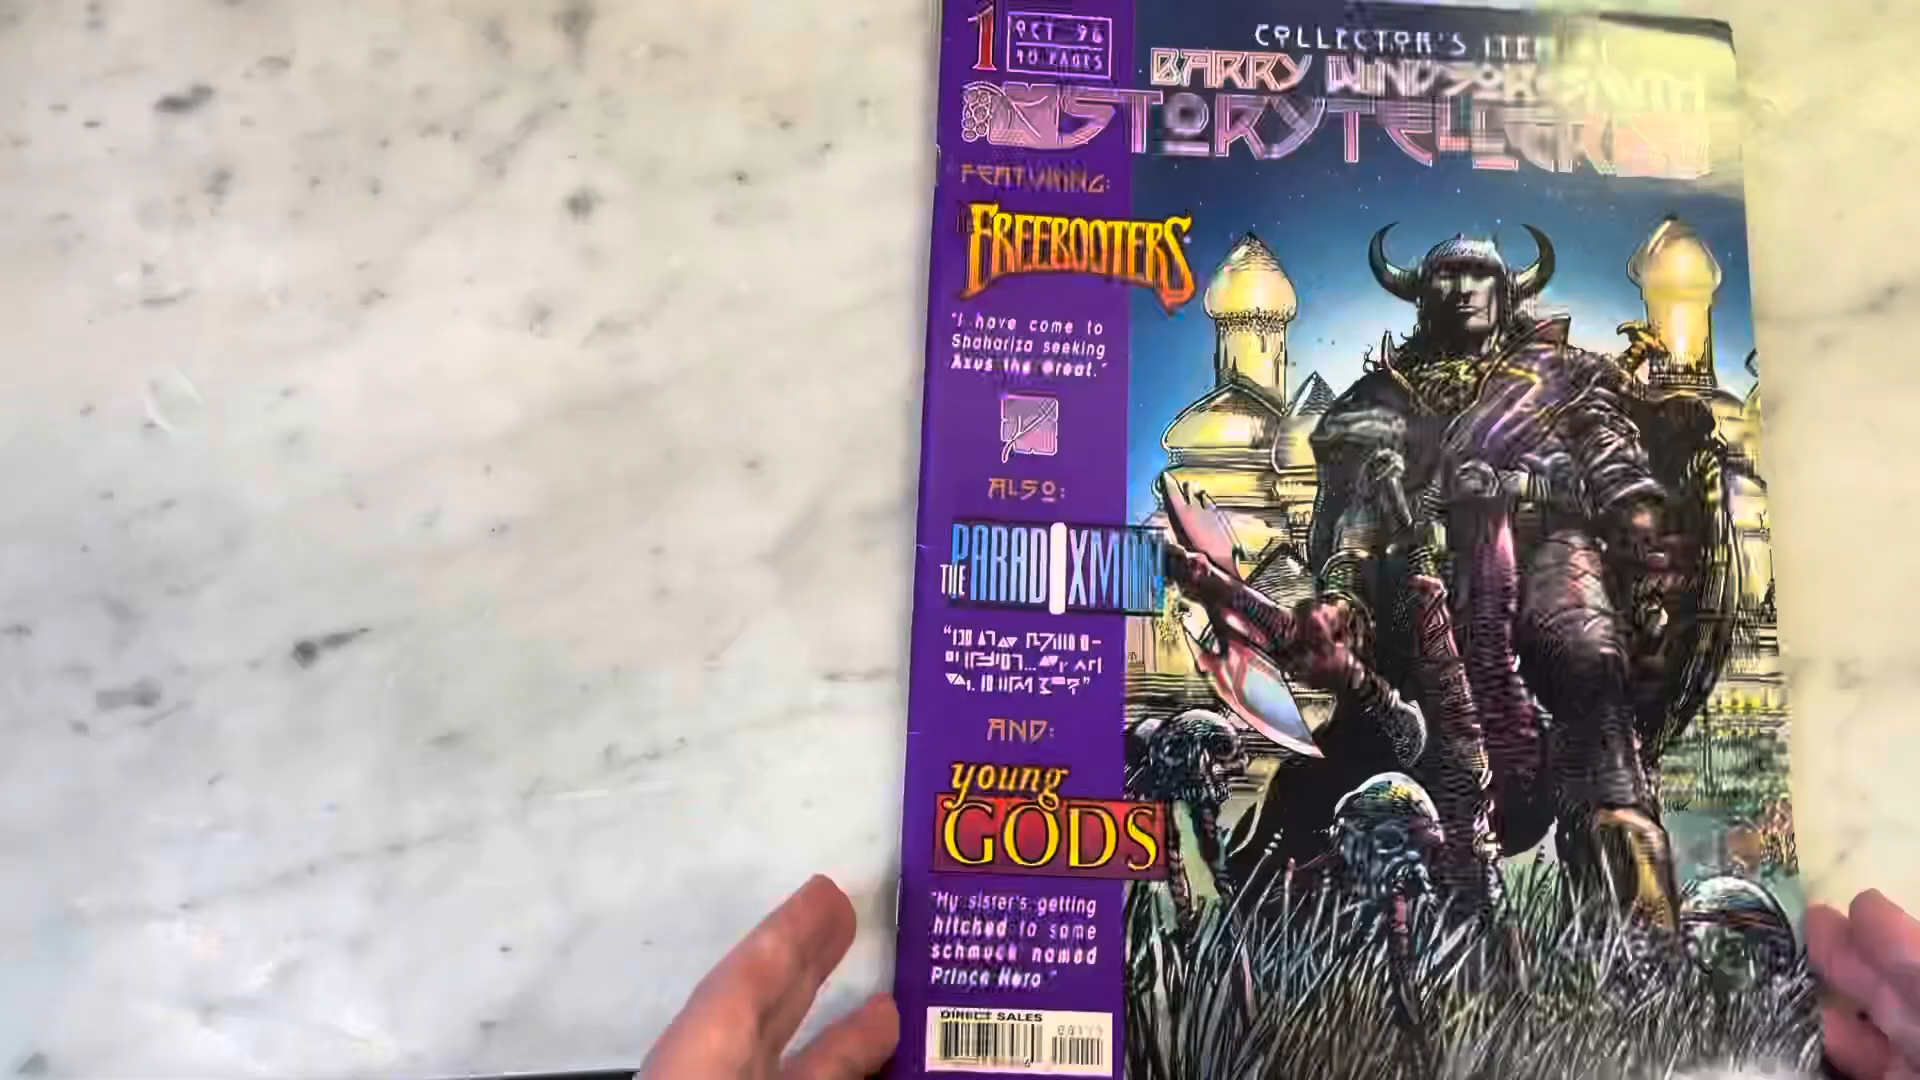 1
OCT 96
40 PAGES
COLLECTOR'S ITEM
BARRY WINDSOR-SMITH
STORYTELLER
FEATURING:
FREEBOOTERS
"I have come to
Shahariza seeking
Axus the Great."
ALSO:
THE PARADOXMAN
AND:
young
GODS
"My sister's getting
hitched to some
schmuck named
Prince Hero."
DIRECT SALES